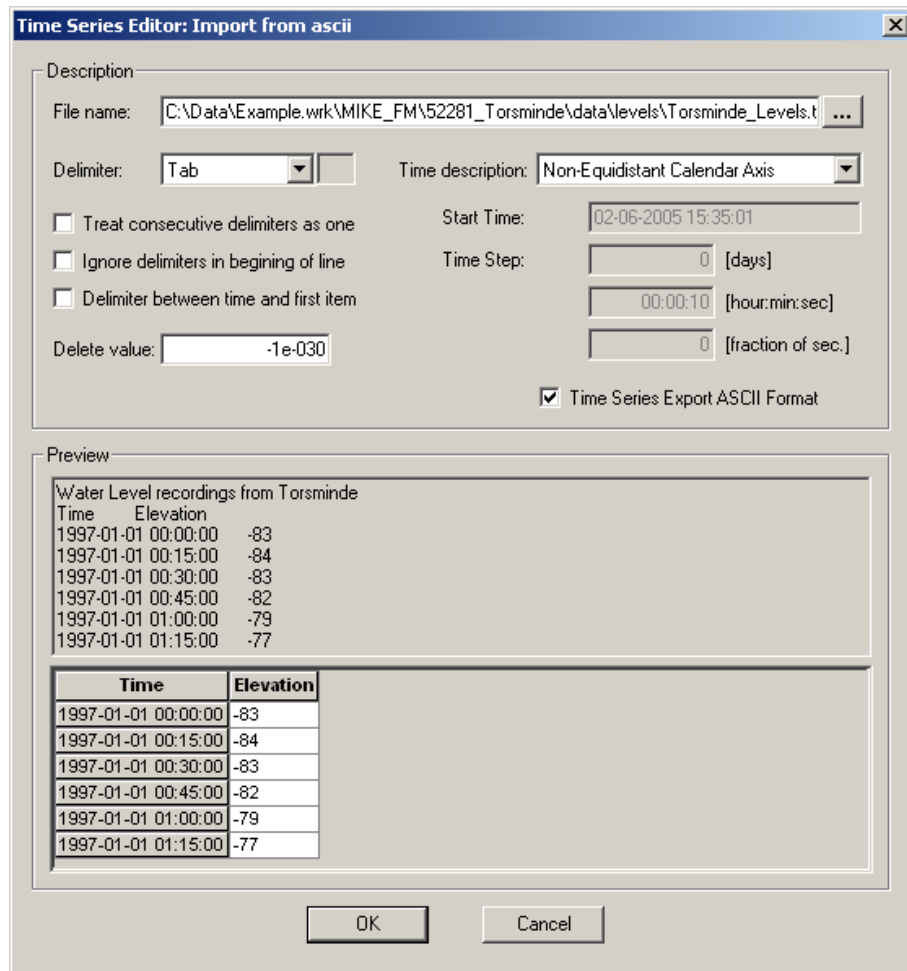 Time Series Editor: Import from ascii
Description
File name: C:\Data\Example.wrk\MIKE_FM\52281_Torsminde\data\levels\Torsminde_Levels.t ...
Delimiter: Tab Time description: Non-Equidistant Calendar Axis
Treat consecutive delimiters as one Start Time: 02-06-2005 15:35:01
Ignore delimiters in begining of line Time Step: 0 [days]
Delimiter between time and first item 00:00:10 [hour:min:sec]
Delete value: -1e-030 0 [fraction of sec.]
Time Series Export ASCII Format
Preview
Water Level recordings from Torsminde
Time Elevation
1997-01-01 00:00:00 -83
1997-01-01 00:15:00 -84
1997-01-01 00:30:00 -83
1997-01-01 00:45:00 -82
1997-01-01 01:00:00 -79
1997-01-01 01:15:00 -77
Time Elevation
1997-01-01 00:00:00 -83
1997-01-01 00:15:00 -84
1997-01-01 00:30:00 -83
1997-01-01 00:45:00 -82
1997-01-01 01:00:00 -79
1997-01-01 01:15:00 -77
OK Cancel